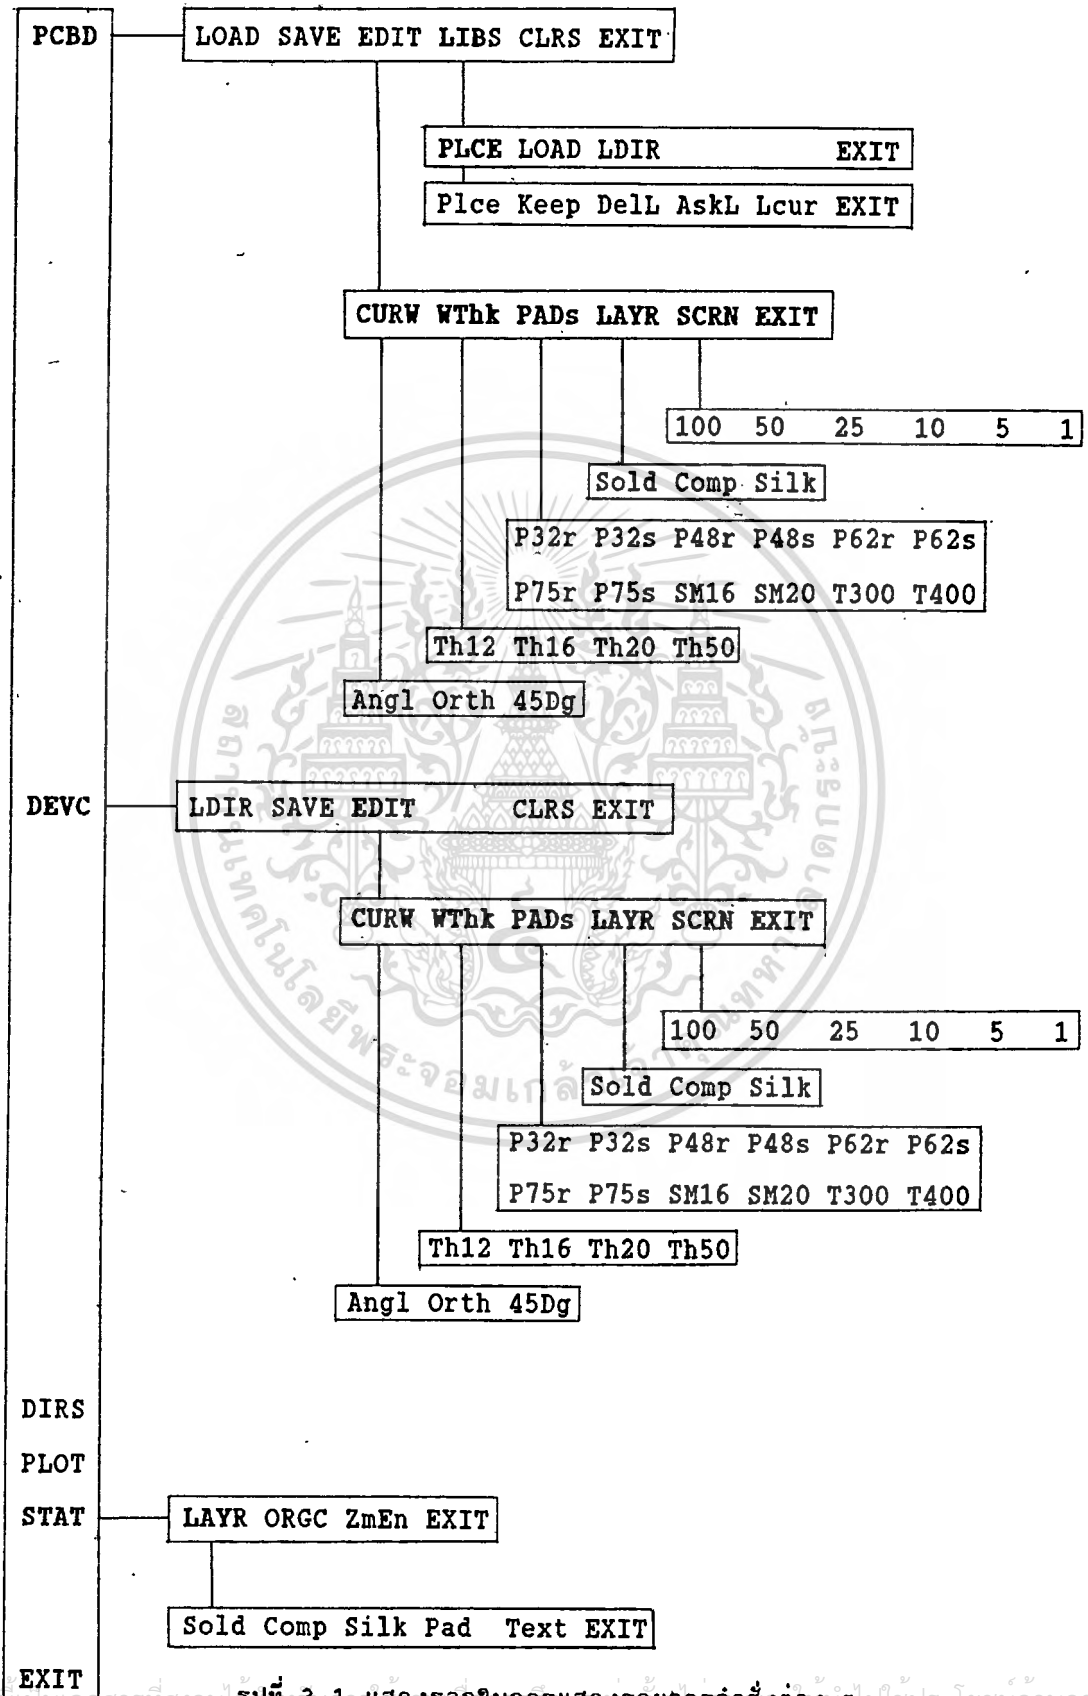 PCBD LOAD SAVE EDIT LIBS CLRS EXIT
PLCE LOAD LDIR EXIT
Plce Keep DelL AskL Lcur EXIT
CURW WThk PADs LAYR SCRN EXIT
100 50 25 10 5 1
Sold Comp Silk
P32r P32s P48r P48s P62r P62s
P75r P75s SM16 SM20 T300 T400
Th12 Th16 Th20 Th50
Angl Orth 45Dg
DEVC LDIR SAVE EDIT CLRS EXIT
CURW WThk PADs LAYR SCRN EXIT
100 50 25 10 5 1
Sold Comp Silk
P32r P32s P48r P48s P62r P62s
P75r P75s SM16 SM20 T300 T400
Th12 Th16 Th20 Th50
Angl Orth 45Dg
DIRS
PLOT
STAT LAYR ORGC ZmEn EXIT
Sold Comp Silk Pad Text EXIT
EXIT
รูปที่ 3.1